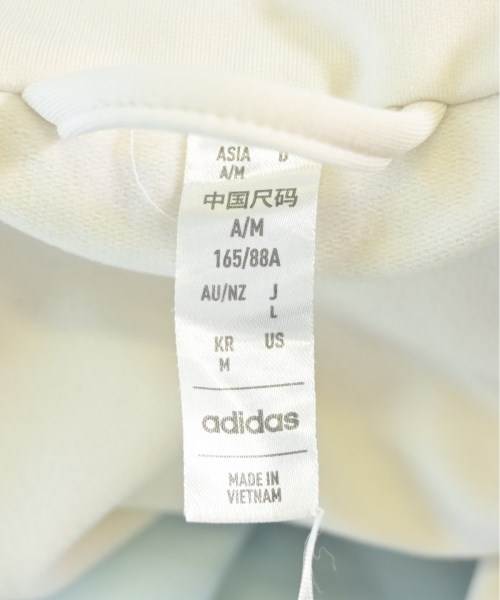 ASIA D
A/M
中国尺码
A/M
165/88A
AU/NZ J
L
KR US
M
adidas
MADE IN
VIETNAM